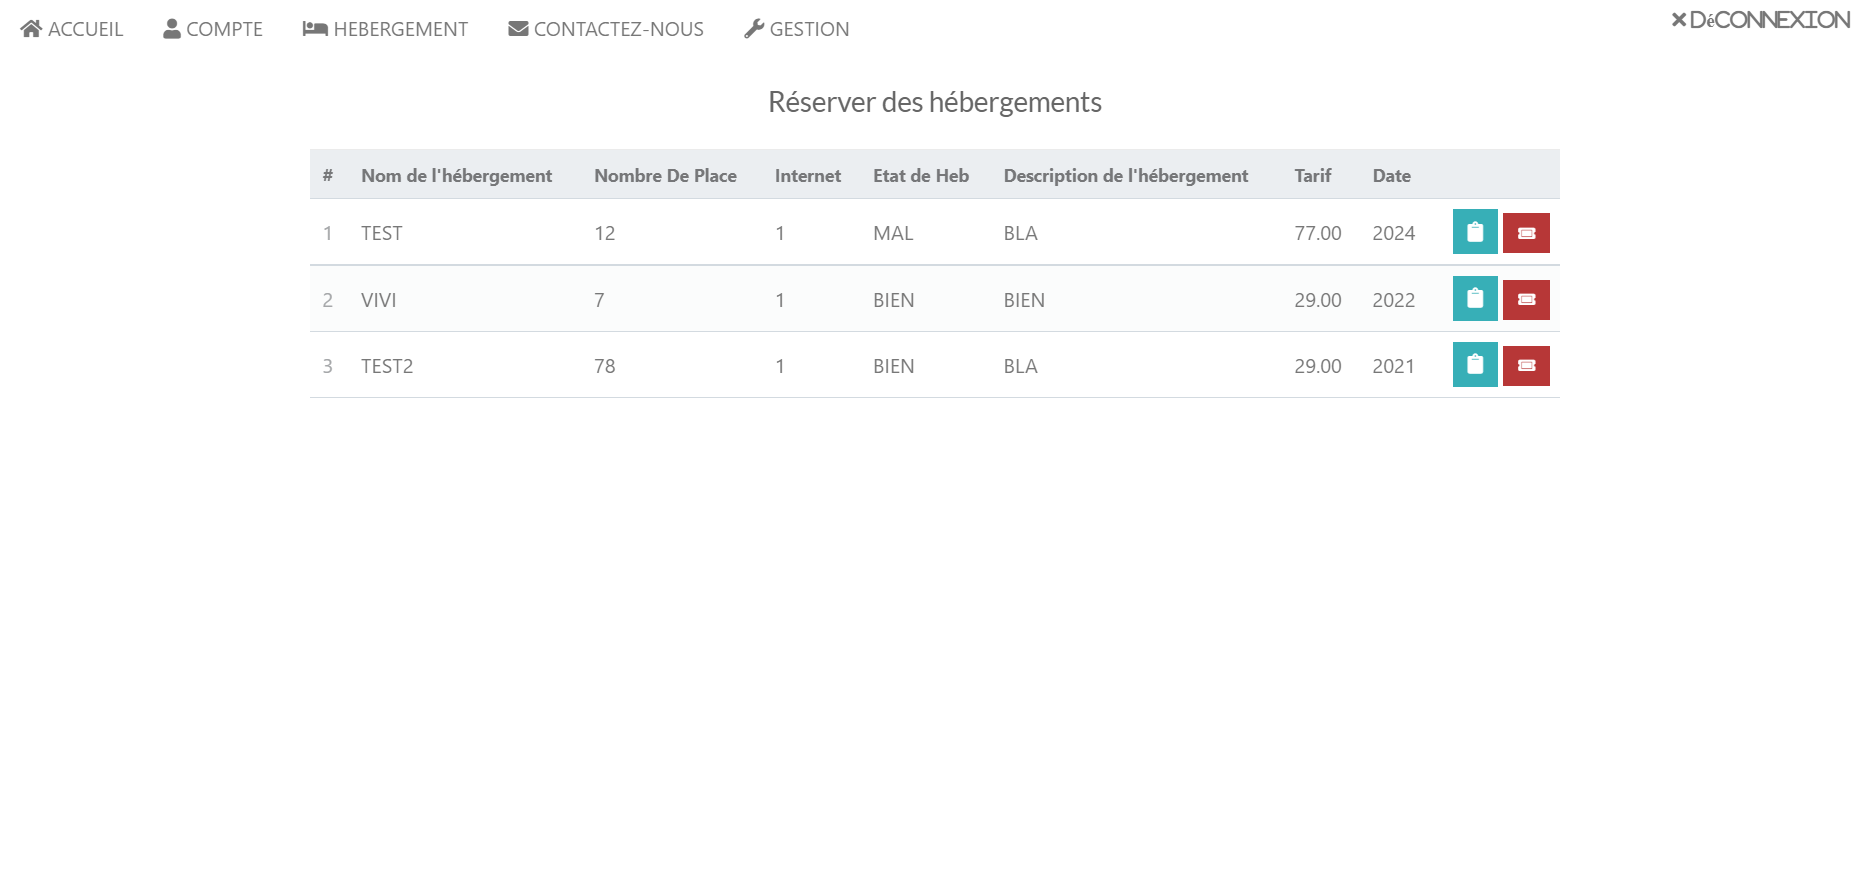 ACCUEIL COMPTE HEBERGEMENT CONTACTEZ-NOUS GESTION DéCONNEXION
Réserver des hébergements
# Nom de l'hébergement Nombre De Place Internet Etat de Heb Description de l'hébergement Tarif Date
1 TEST 12 1 MAL BLA 77.00 2024
2 VIVI 7 1 BIEN BIEN 29.00 2022
3 TEST2 78 1 BIEN BLA 29.00 2021